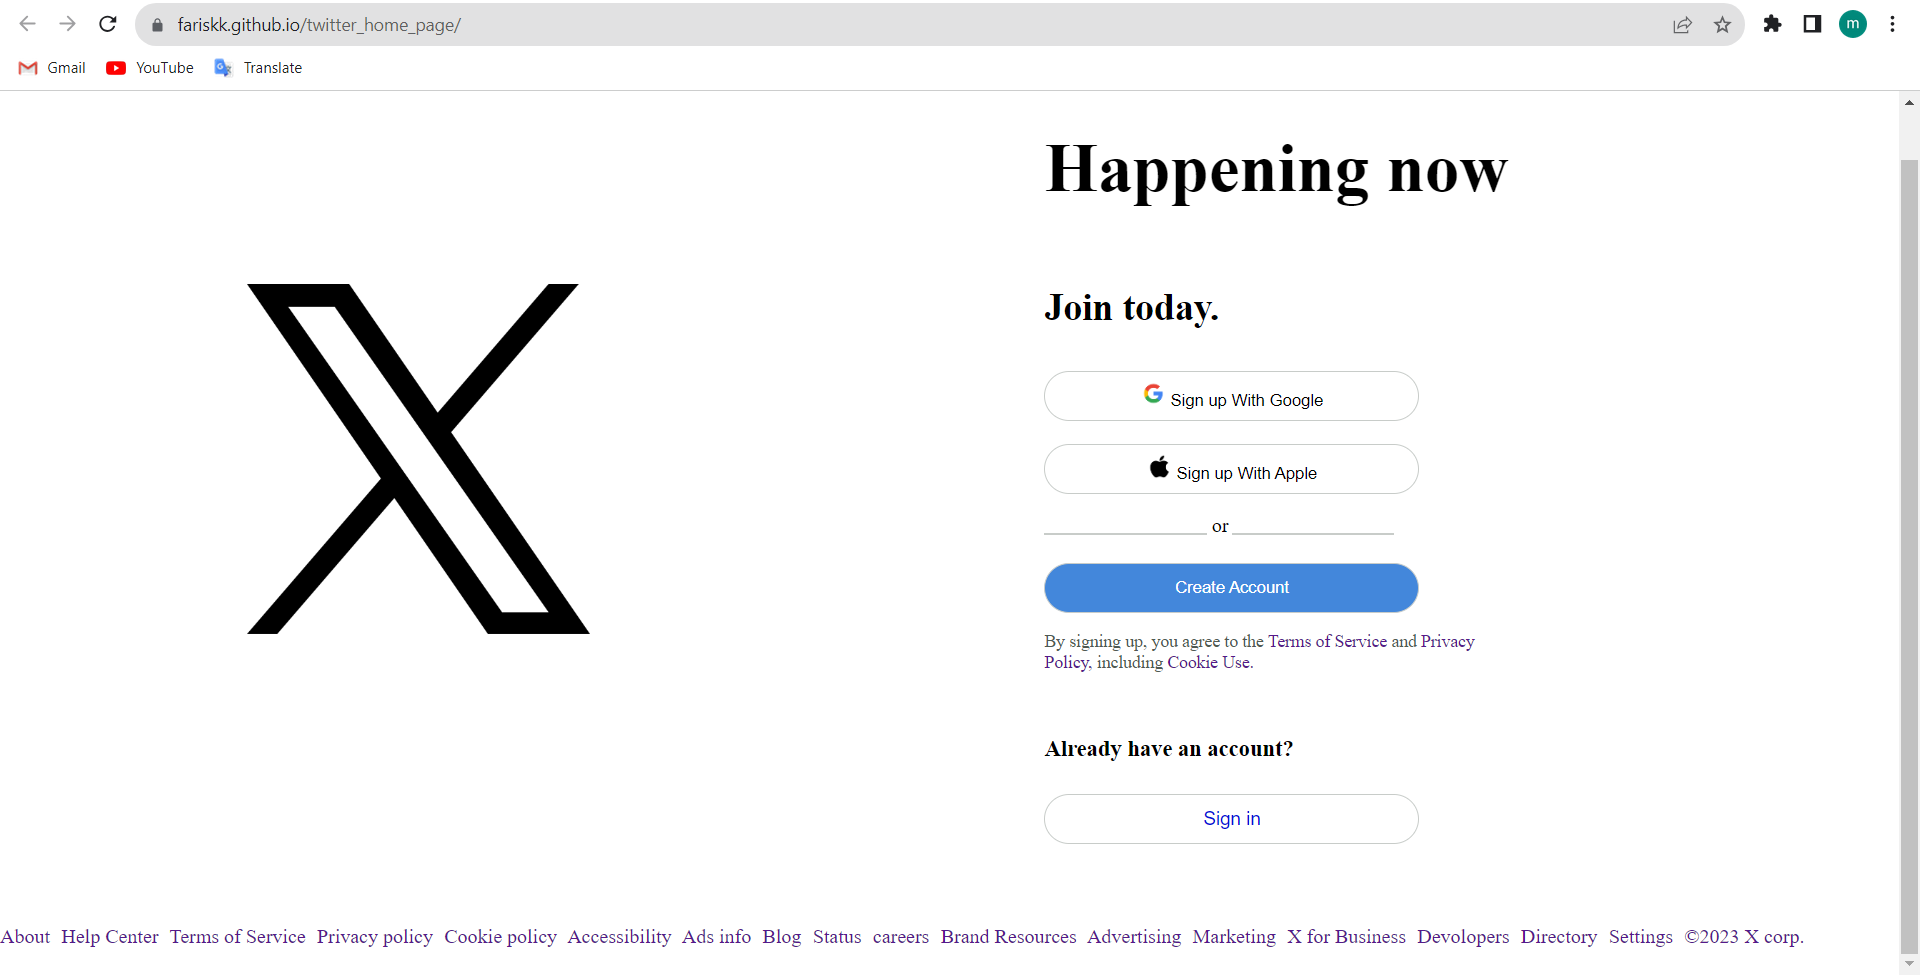 fariskk.github.io/twitter_home_page/
m
Gmail YouTube Translate
Happening now
Join today.
Sign up With Google
Sign up With Apple
or
Create Account
By signing up, you agree to the Terms of Service and Privacy
Policy, including Cookie Use.
Already have an account?
Sign in
About Help Center Terms of Service Privacy policy Cookie policy Accessibility Ads info Blog Status careers Brand Resources Advertising Marketing X for Business Devolopers Directory Settings ©2023 X corp.